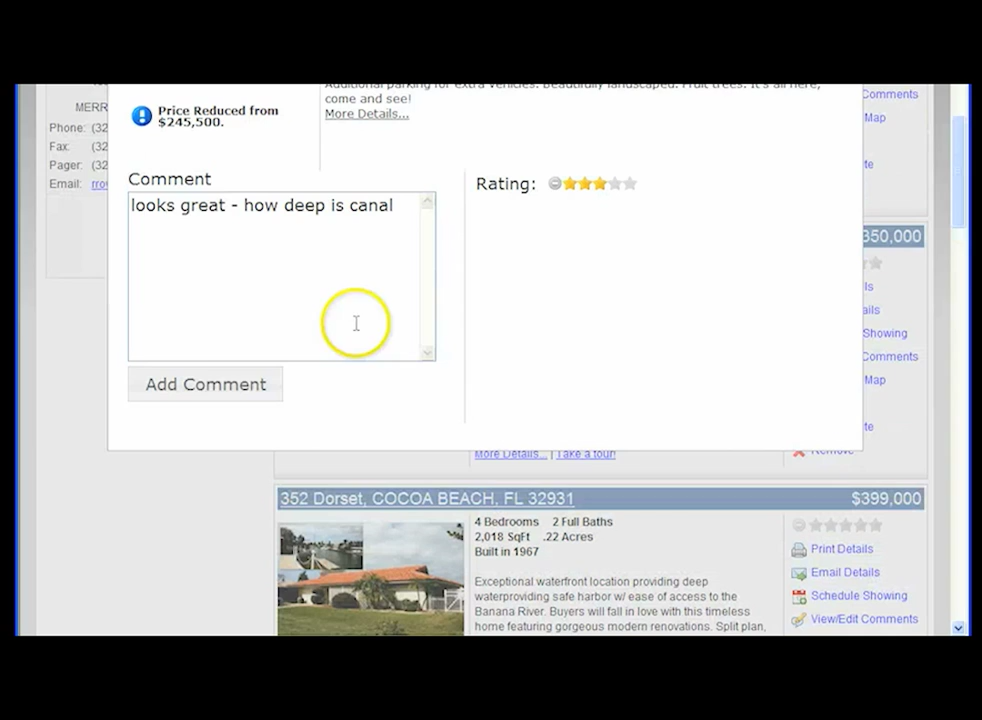 Additional parking for extra vehicles. Beautifully landscaped. Fruit trees. It's all here,
come and see!
More Details...
Price Reduced from
$245,500.
MERR
Phone: (32
Fax: (32
Pager: (32
Email: rro
Comment
looks great - how deep is canal
Add Comment
Rating:
Comments
Map
te
350,000
ls
ails
Showing
Comments
Map
te
Remove
More Details... | Take a tour!
352 Dorset, COCOA BEACH, FL 32931 $399,000
4 Bedrooms 2 Full Baths
2,018 SqFt .22 Acres
Built in 1967
Exceptional waterfront location providing deep
waterproviding safe harbor w/ ease of access to the
Banana River. Buyers will fall in love with this timeless
home featuring gorgeous modern renovations. Split plan,
Print Details
Email Details
Schedule Showing
View/Edit Comments